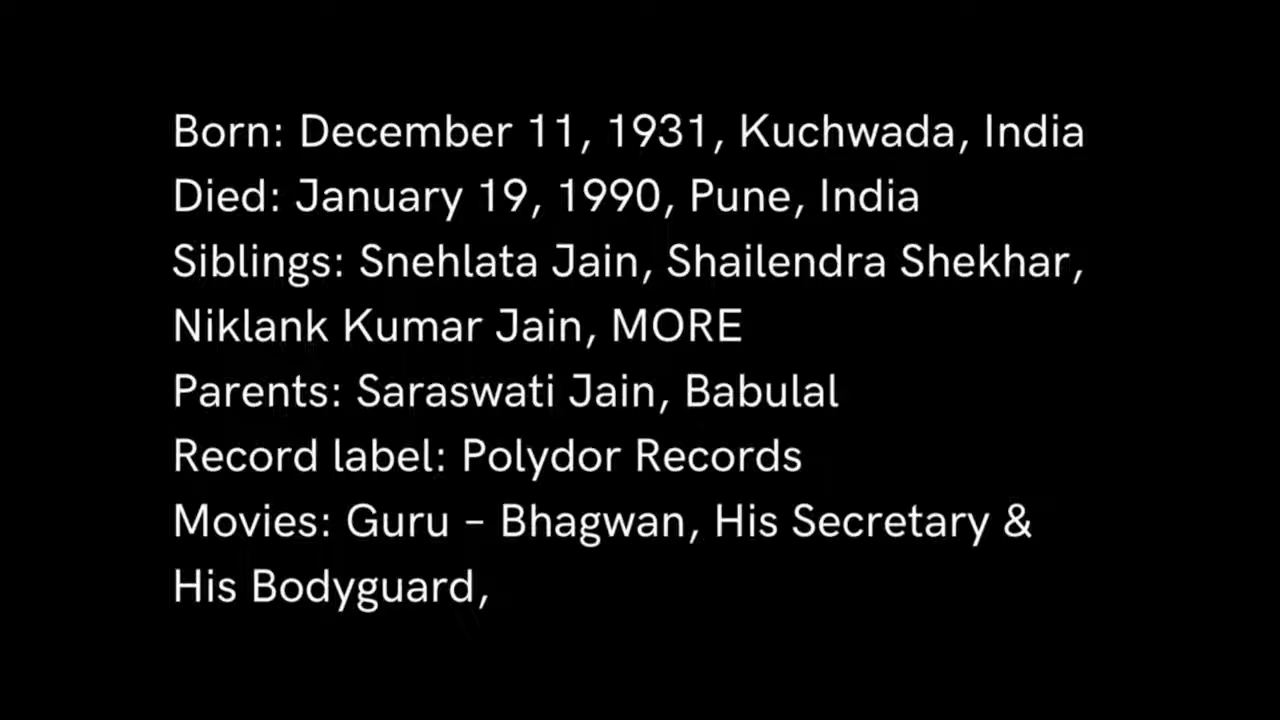 Born: December 11, 1931, Kuchwada, India
Died: January 19, 1990, Pune, India
Siblings: Snehlata Jain, Shailendra Shekhar,
Niklank Kumar Jain, MORE
Parents: Saraswati Jain, Babulal
Record label: Polydor Records
Movies: Guru – Bhagwan, His Secretary &
His Bodyguard,